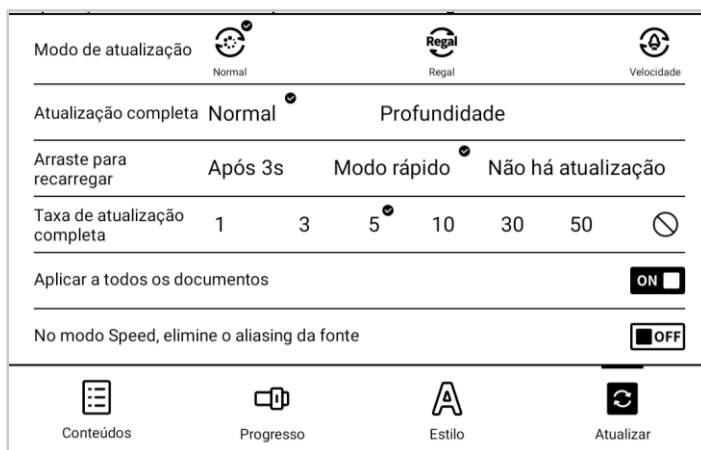 Modo de atualização
Normal
Regal
Regal
Velocidade
Atualização completa Normal Profundidade
Arraste para
recarregar
Após 3s Modo rápido Não há atualização
Taxa de atualização
completa
1 3 5 10 30 50
Aplicar a todos os documentos ON
No modo Speed, elimine o aliasing da fonte OFF
Conteúdos Progresso Estilo Atualizar